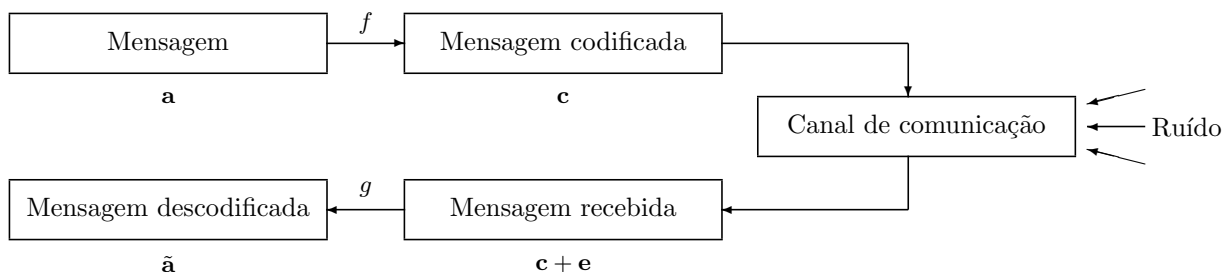 f
Mensagem
Mensagem codificada
a
c
Canal de comunicação
Ruído
g
Mensagem descodificada
Mensagem recebida
ã
c + e